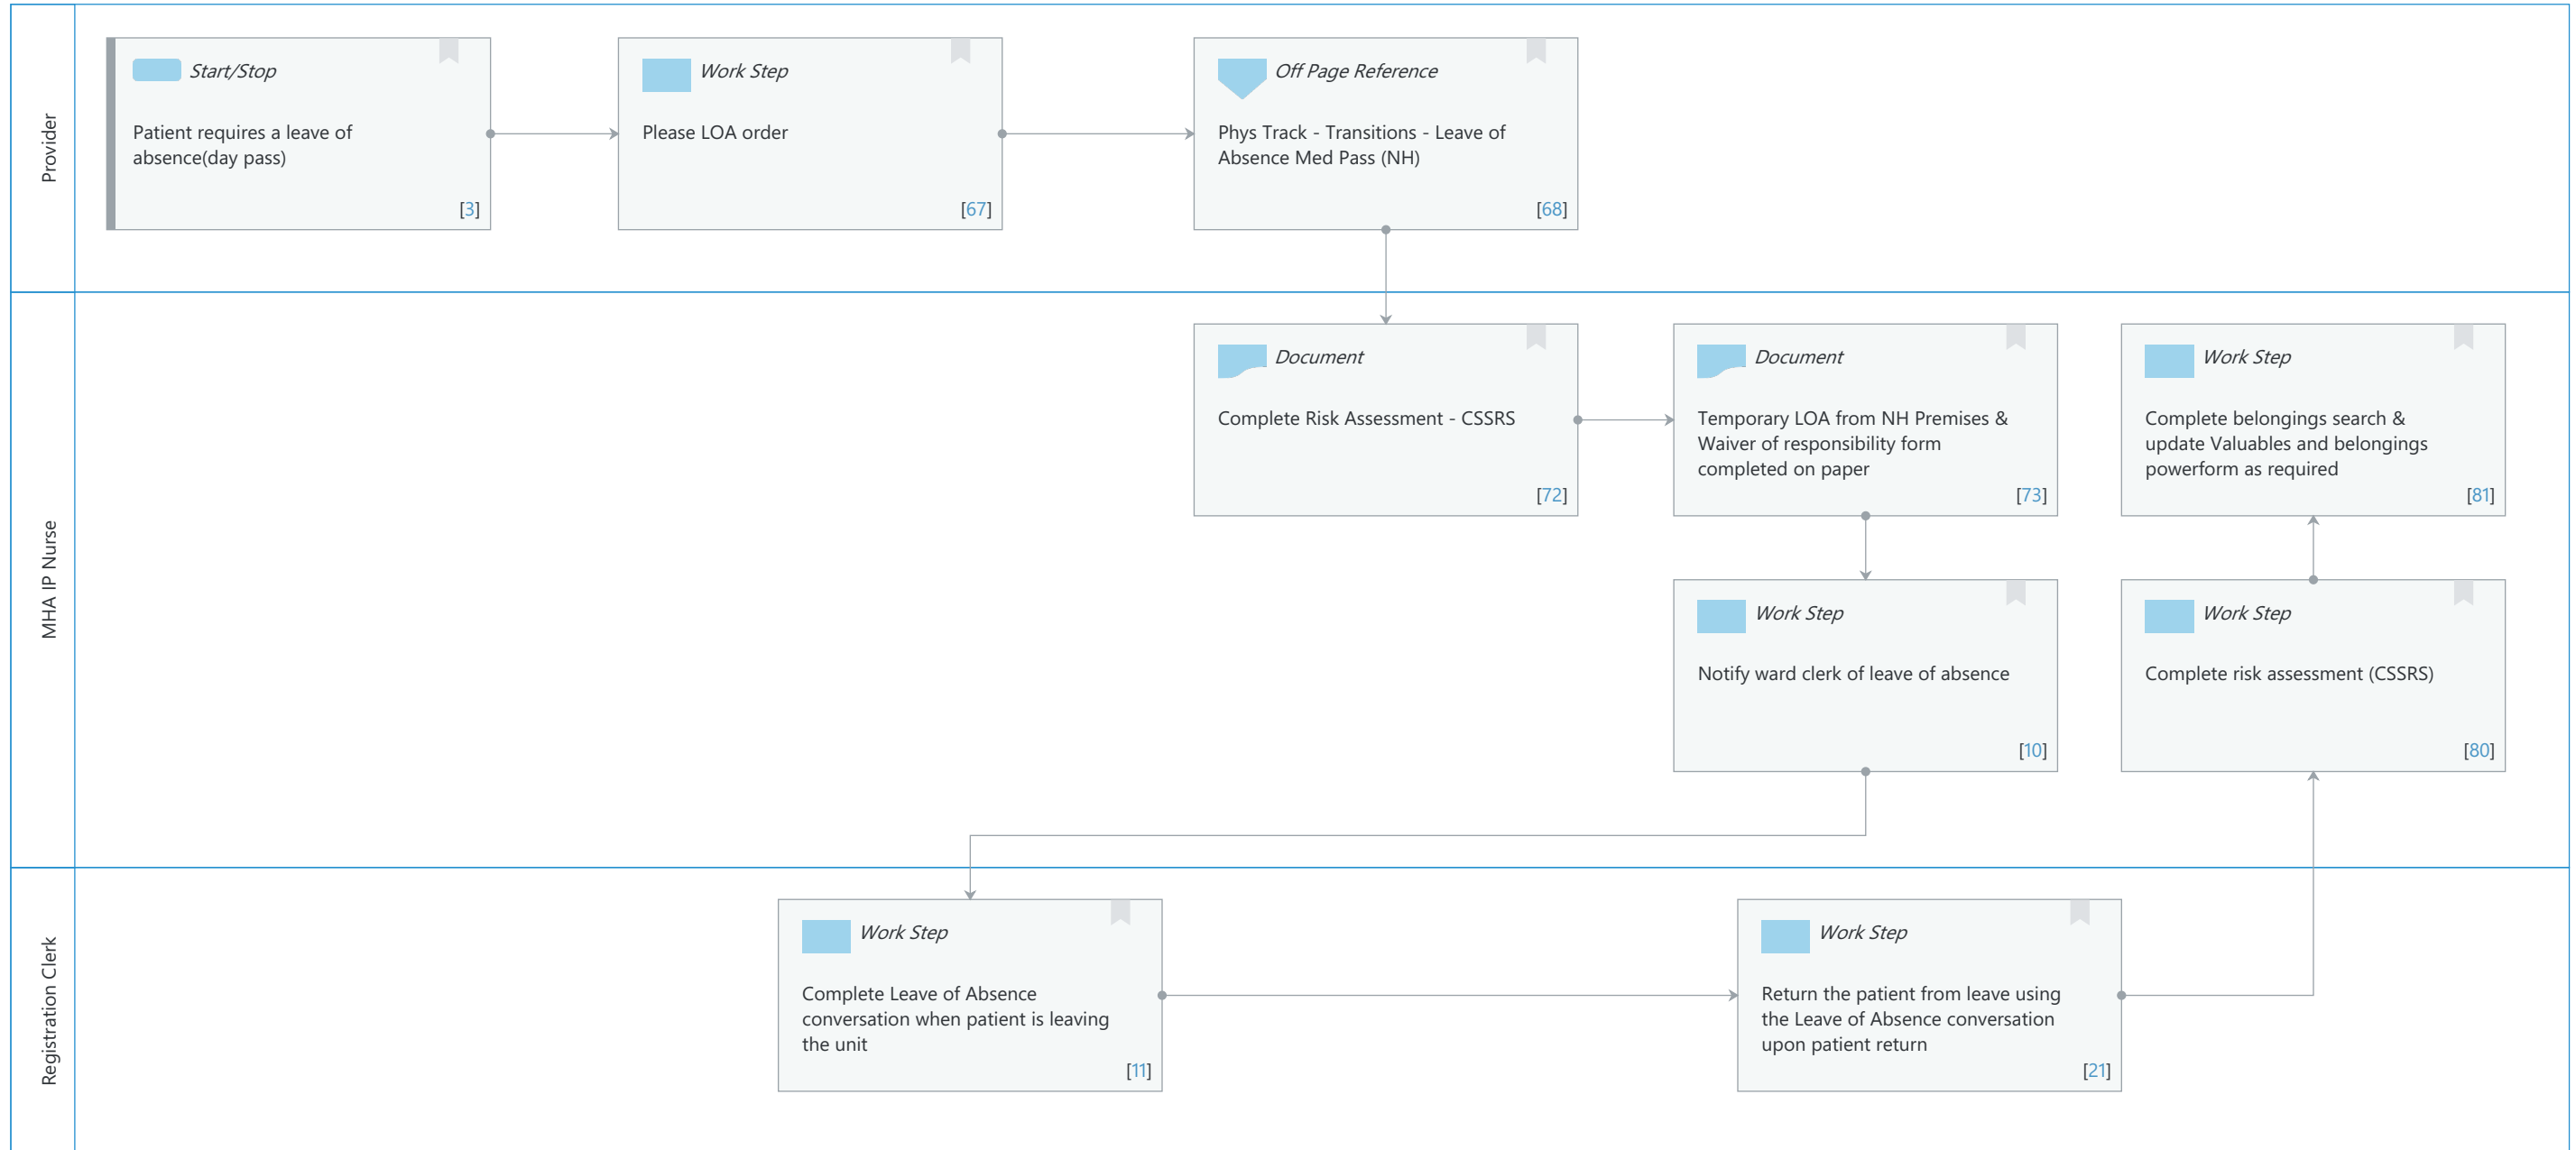 Provider
Start/Stop
Patient requires a leave of
absence(day pass)
[3]
Work Step
Please LOA order
[67]
Off Page Reference
Phys Track - Transitions - Leave of
Absence Med Pass (NH)
[68]
MHA IP Nurse
Document
Complete Risk Assessment - CSSRS
[72]
Document
Temporary LOA from NH Premises &
Waiver of responsibility form
completed on paper
[73]
Work Step
Complete belongings search &
update Valuables and belongings
powerform as required
[81]
Work Step
Notify ward clerk of leave of absence
[10]
Work Step
Complete risk assessment (CSSRS)
[80]
Registration Clerk
Work Step
Complete Leave of Absence
conversation when patient is leaving
the unit
[11]
Work Step
Return the patient from leave using
the Leave of Absence conversation
upon patient return
[21]